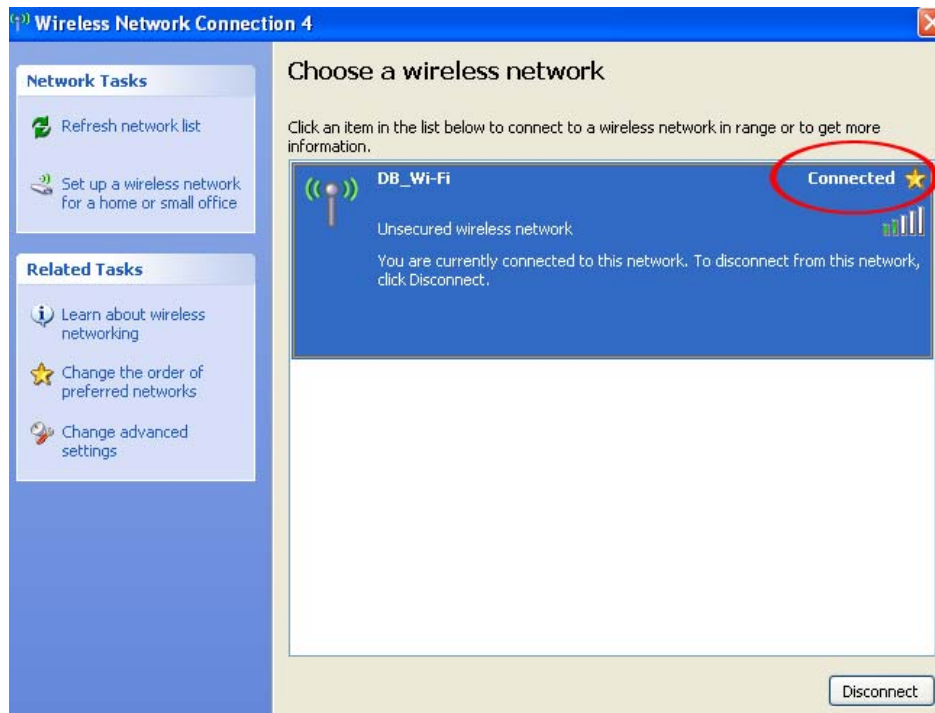 Wireless Network Connection 4
Network Tasks
Refresh network list
Set up a wireless network
for a home or small office
Related Tasks
Learn about wireless
networking
Change the order of
preferred networks
Change advanced
settings
Choose a wireless network
Click an item in the list below to connect to a wireless network in range or to get more
information.
DB_Wi-Fi
Connected
Unsecured wireless network
You are currently connected to this network. To disconnect from this network,
click Disconnect.
Disconnect